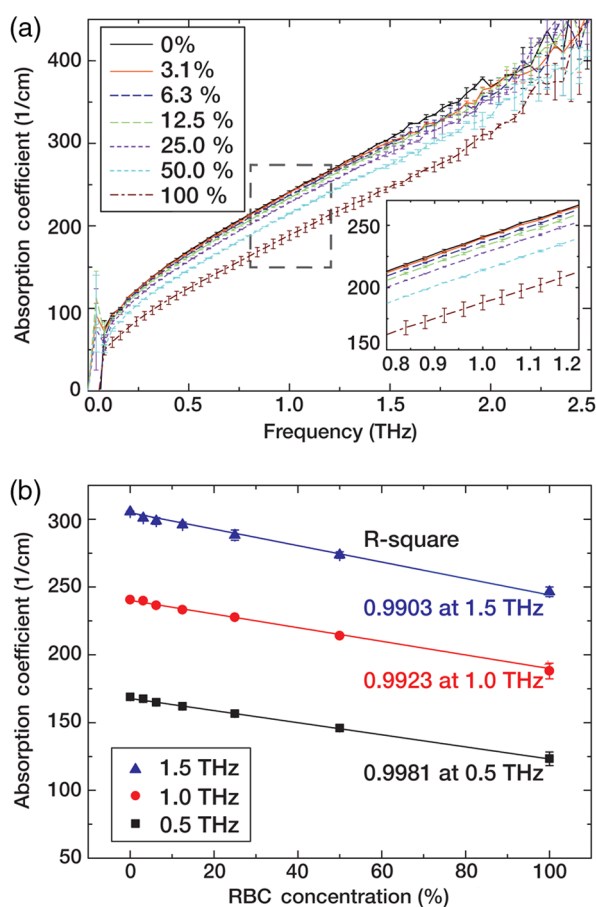 (a)
Absorption coefficient (1/cm)
400
300
200
100
0
0%
3.1%
6.3 %
12.5 %
25.0 %
50.0 %
100 %
250
200
150
0.8 0.9 1.0 1.1 1.2
0.0 0.5 1.0 1.5 2.0 2.5
Frequency (THz)
(b)
Absorption coefficient (1/cm)
300
250
200
150
100
50
R-square
0.9903 at 1.5 THz
0.9923 at 1.0 THz
0.9981 at 0.5 THz
1.5 THz
1.0 THz
0.5 THz
0 20 40 60 80 100
RBC concentration (%)